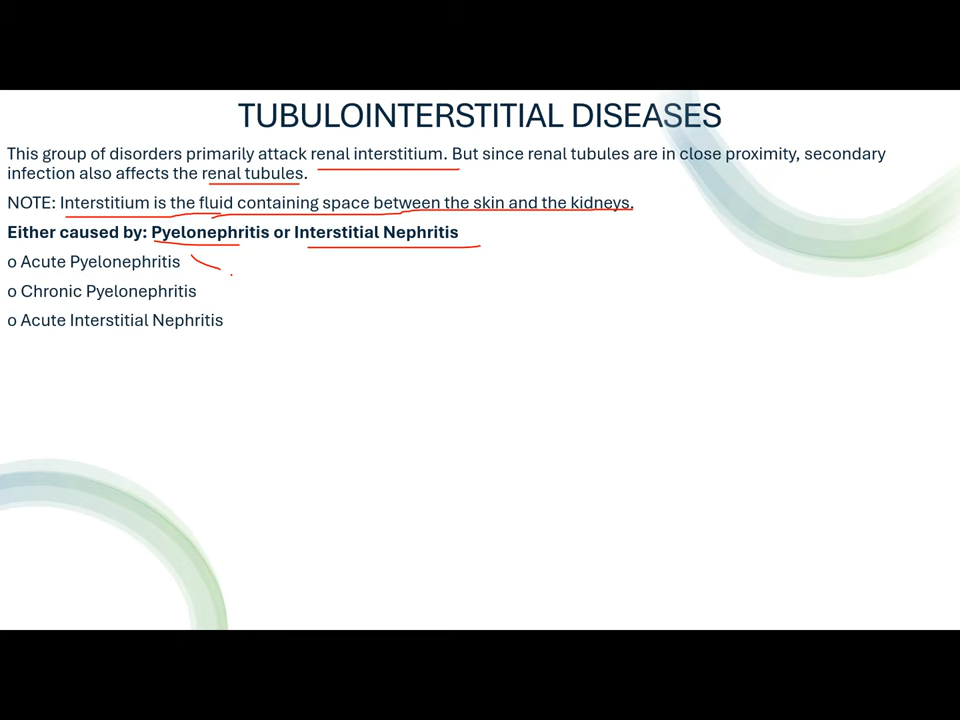 TUBULOINTERSTITIAL DISEASES
This group of disorders primarily attack renal interstitium. But since renal tubules are in close proximity, secondary
infection also affects the renal tubules.
NOTE: Interstitium is the fluid containing space between the skin and the kidneys.
Either caused by: Pyelonephritis or Interstitial Nephritis
o Acute Pyelonephritis
o Chronic Pyelonephritis
o Acute Interstitial Nephritis